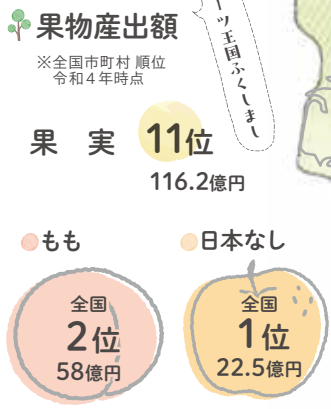 果物産出額
※全国市町村 順位
令和４年時点
ーツ王国ふくしまし
果 実 11位
116.2億円
もも
全国
2位
58億円
日本なし
全国
1位
22.5億円